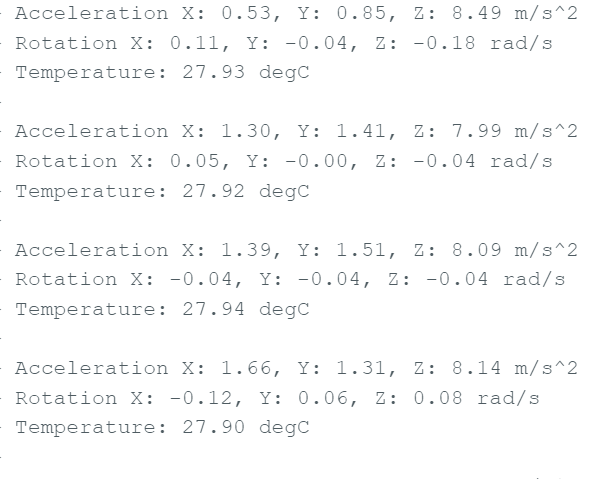 Acceleration X: 0.53, Y: 0.85, Z: 8.49 m/s^2
Rotation X: 0.11, Y: -0.04, Z: -0.18 rad/s
Temperature: 27.93 degC
Acceleration X: 1.30, Y: 1.41, Z: 7.99 m/s^2
Rotation X: 0.05, Y: -0.00, Z: -0.04 rad/s
Temperature: 27.92 degC
Acceleration X: 1.39, Y: 1.51, Z: 8.09 m/s^2
Rotation X: -0.04, Y: -0.04, Z: -0.04 rad/s
Temperature: 27.94 degC
Acceleration X: 1.66, Y: 1.31, Z: 8.14 m/s^2
Rotation X: -0.12, Y: 0.06, Z: 0.08 rad/s
Temperature: 27.90 degC